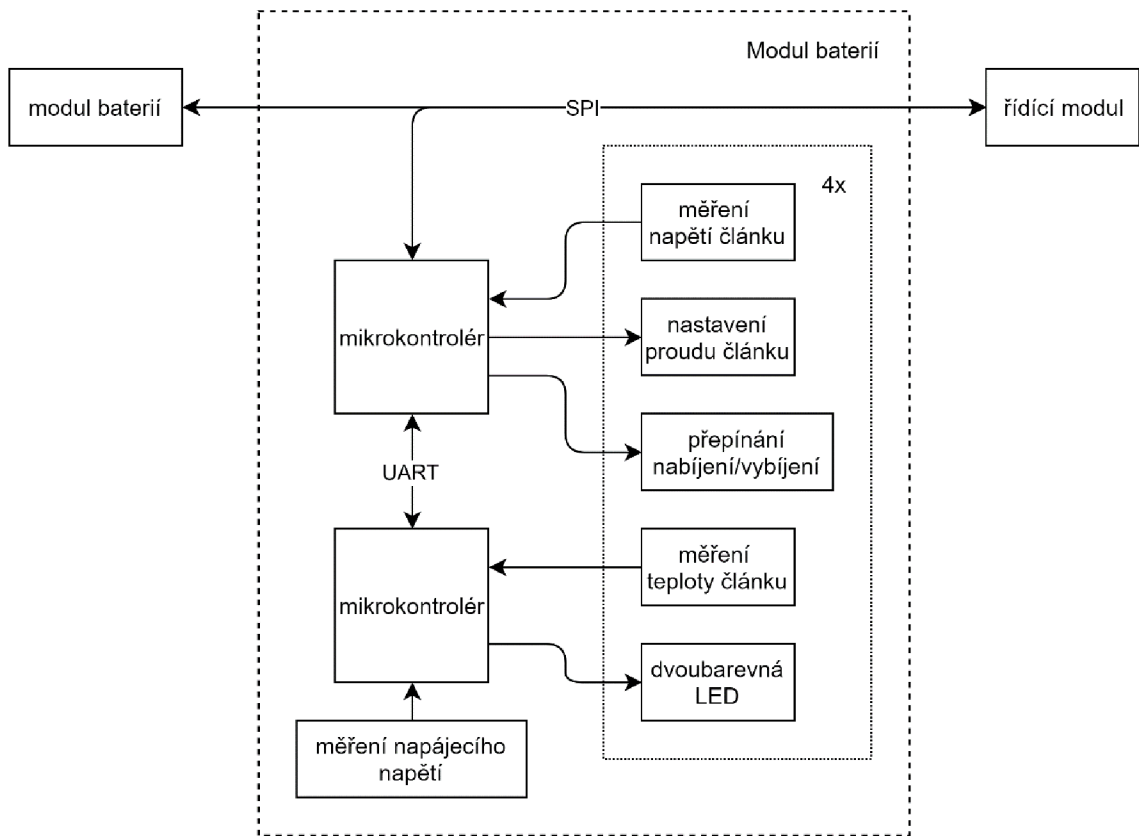 Modul baterií
modul baterií
SPI
řídící modul
4x
měření
napětí článku
mikrokontrolér
nastavení
proudu článku
přepínání
nabíjení/vybíjení
UART
měření
teploty článku
mikrokontrolér
dvoubarevná
LED
měření napájecího
napětí